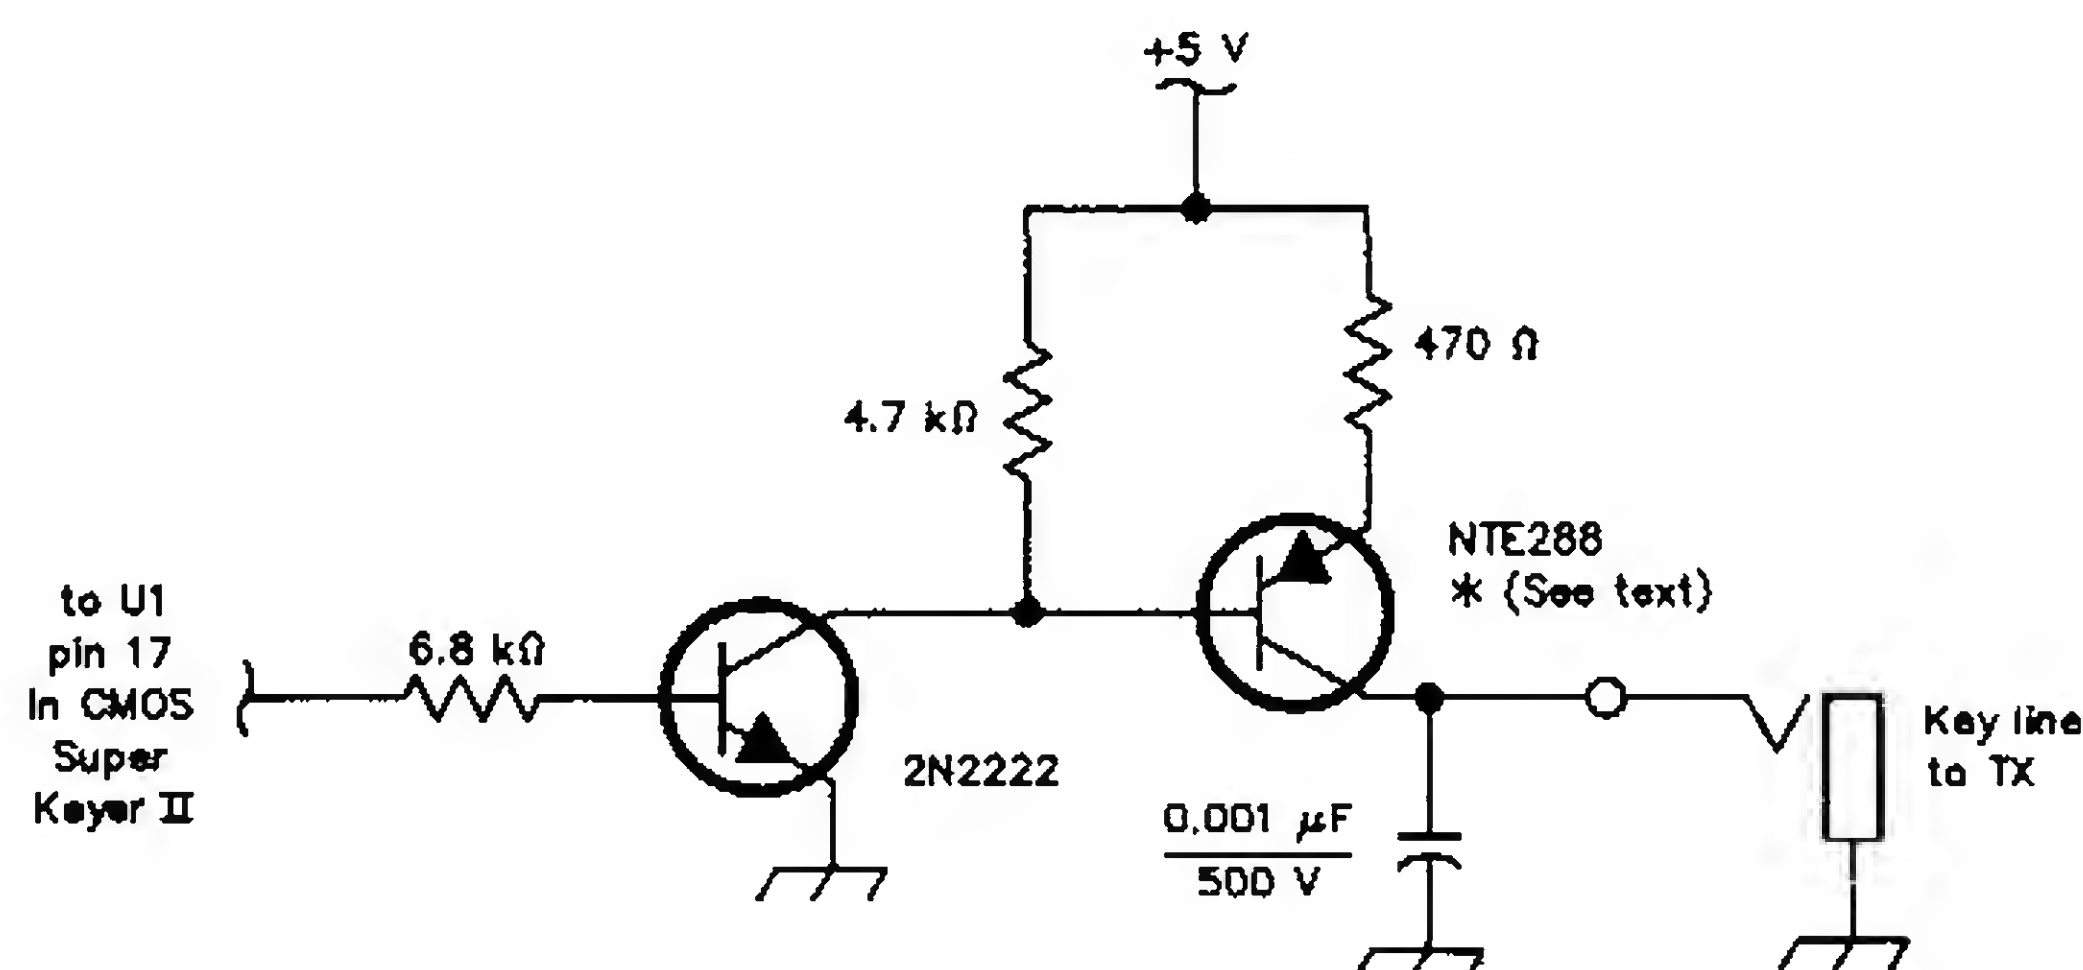 +5 V
470 Ω
4.7 kΩ
NTE288
* (See text)
to U1
pin 17
In CMOS
Super
Keyer II
6.8 kΩ
2N2222
0.001 μF
500 V
Key line
to TX